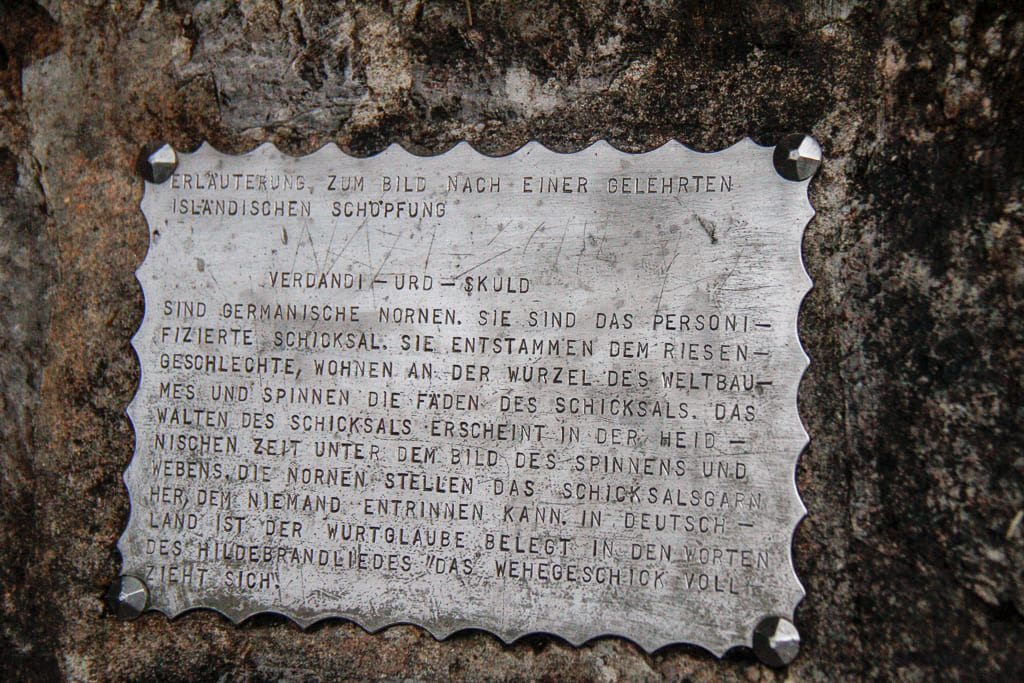 ERLÄUTERUNG ZUM BILD NACH EINER GELEHRTEN
ISLÄNDISCHEN SCHÖPFUNG
VERDANDI – URD – SKULD
SIND GERMANISCHE NORNEN. SIE SIND DAS PERSONI–
FIZIERTE SCHICKSAL. SIE ENTSTAMMEN DEM RIESEN–
GESCHLECHTE, WOHNEN AN DER WURZEL DES WELTBAU–
MES UND SPINNEN DIE FÄDEN DES SCHICKSALS. DAS
WALTEN DES SCHICKSALS ERSCHEINT IN DER HEID –
NISCHEN ZEIT UNTER DEM BILD DES SPINNENS UND
WEBENS. DIE NORNEN STELLEN DAS SCHICKSALSGARN
HER, DEM NIEMAND ENTRINNEN KANN. IN DEUTSCH –
LAND IST DER WURTGLAUBE BELEGT IN DEN WORTEN
DES HILDEBRANDLIEDES "DAS WEHEGESCHICK VOLL –
ZIEHT SICH".